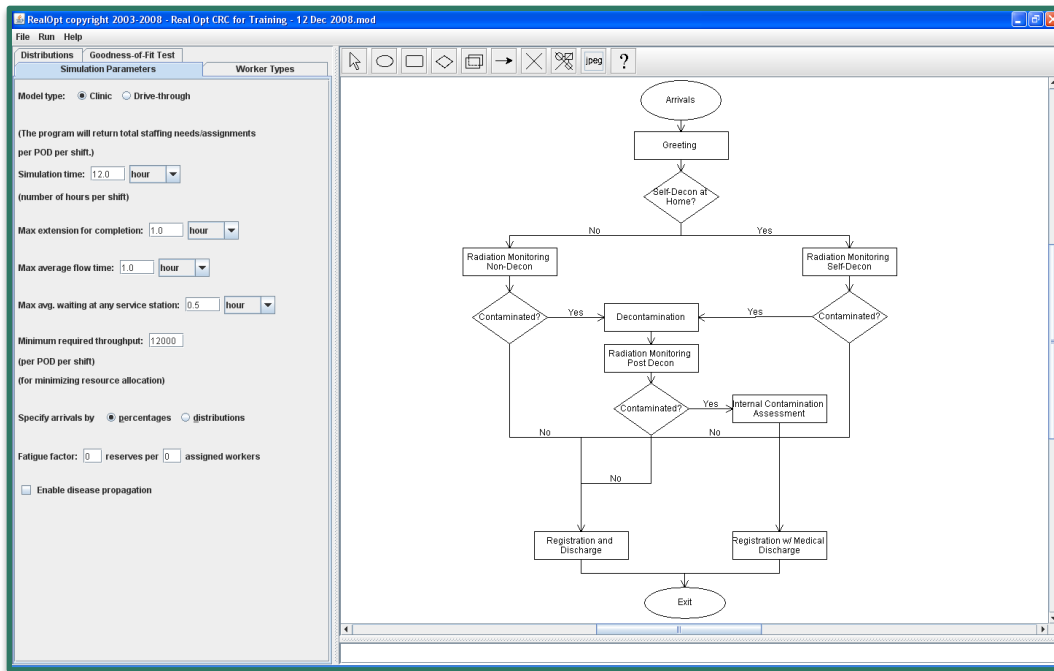 RealOpt copyright 2003-2008 - Real Opt CRC for Training - 12 Dec 2008.mod
File Run Help
Distributions Goodness-of-Fit Test
Simulation Parameters Worker Types
Model type: Clinic Drive-through
(The program will return total staffing needs/assignments
per POD per shift.)
Simulation time: 12.0 hour
(number of hours per shift)
Max extension for completion: 1.0 hour
Max average flow time: 1.0 hour
Max avg. waiting at any service station: 0.5 hour
Minimum required throughput: 12000
(per POD per shift)
(for minimizing resource allocation)
Specify arrivals by percentages distributions
Fatigue factor: 0 reserves per 0 assigned workers
Enable disease propagation
jpeg ?
Arrivals
Greeting
Self-Decon at
Home?
No Yes
Radiation Monitoring
Non-Decon
Radiation Monitoring
Self-Decon
Contaminated? Yes Decontamination Yes Contaminated?
Radiation Monitoring
Post Decon
Contaminated? Yes Internal Contamination
Assessment
No No
No
Registration and
Discharge
Registration w/ Medical
Discharge
Exit